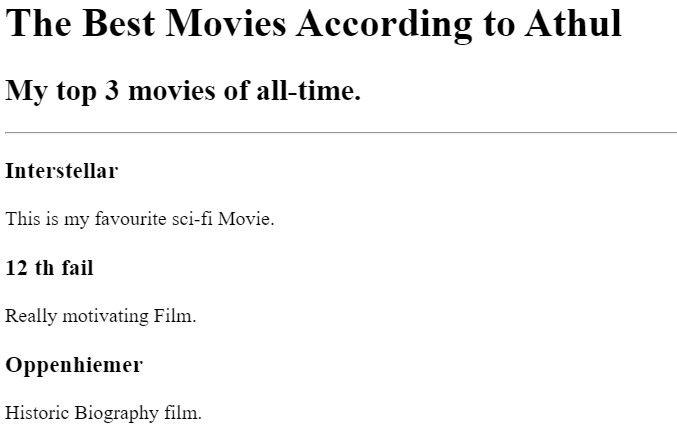 The Best Movies According to Athul
My top 3 movies of all-time.
Interstellar
This is my favourite sci-fi Movie.
12 th fail
Really motivating Film.
Oppenhiemer
Historic Biography film.